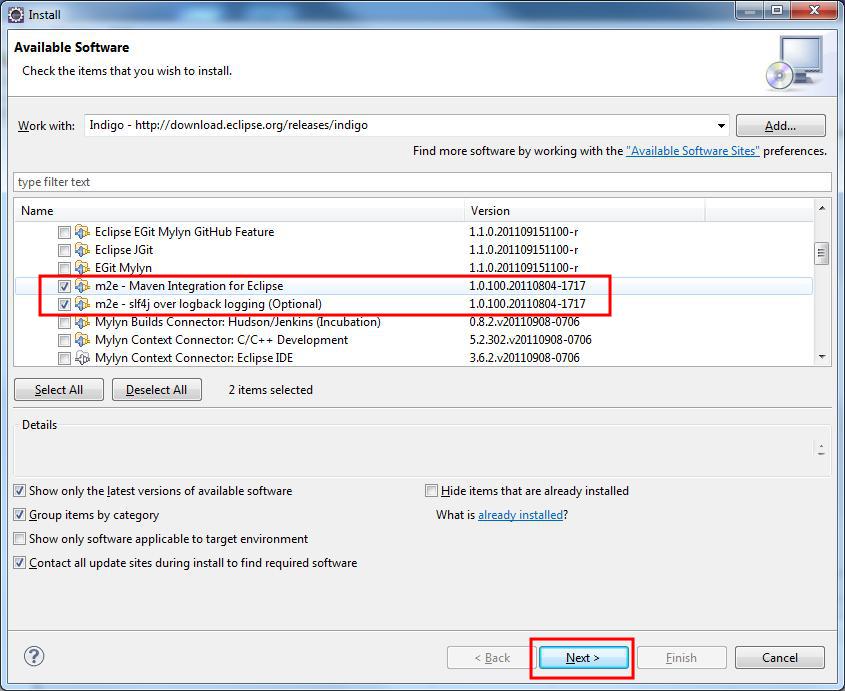 Install
Available Software
Check the items that you wish to install.
Work with: Indigo - http://download.eclipse.org/releases/indigo Add...
Find more software by working with the "Available Software Sites" preferences.
type filter text
Name Version
Eclipse EGit Mylyn GitHub Feature 1.1.0.201109151100-r
Eclipse JGit 1.1.0.201109151100-r
EGit Mylyn 1.1.0.201109151100-r
m2e - Maven Integration for Eclipse 1.0.100.20110804-1717
m2e - slf4j over logback logging (Optional) 1.0.100.20110804-1717
Mylyn Builds Connector: Hudson/Jenkins (Incubation) 0.8.2.v20110908-0706
Mylyn Context Connector: C/C++ Development 5.2.302.v20110908-0706
Mylyn Context Connector: Eclipse IDE 3.6.2.v20110908-0706
Select All Deselect All 2 items selected
Details
Show only the latest versions of available software Hide items that are already installed
Group items by category What is already installed?
Show only software applicable to target environment
Contact all update sites during install to find required software
? < Back Next > Finish Cancel